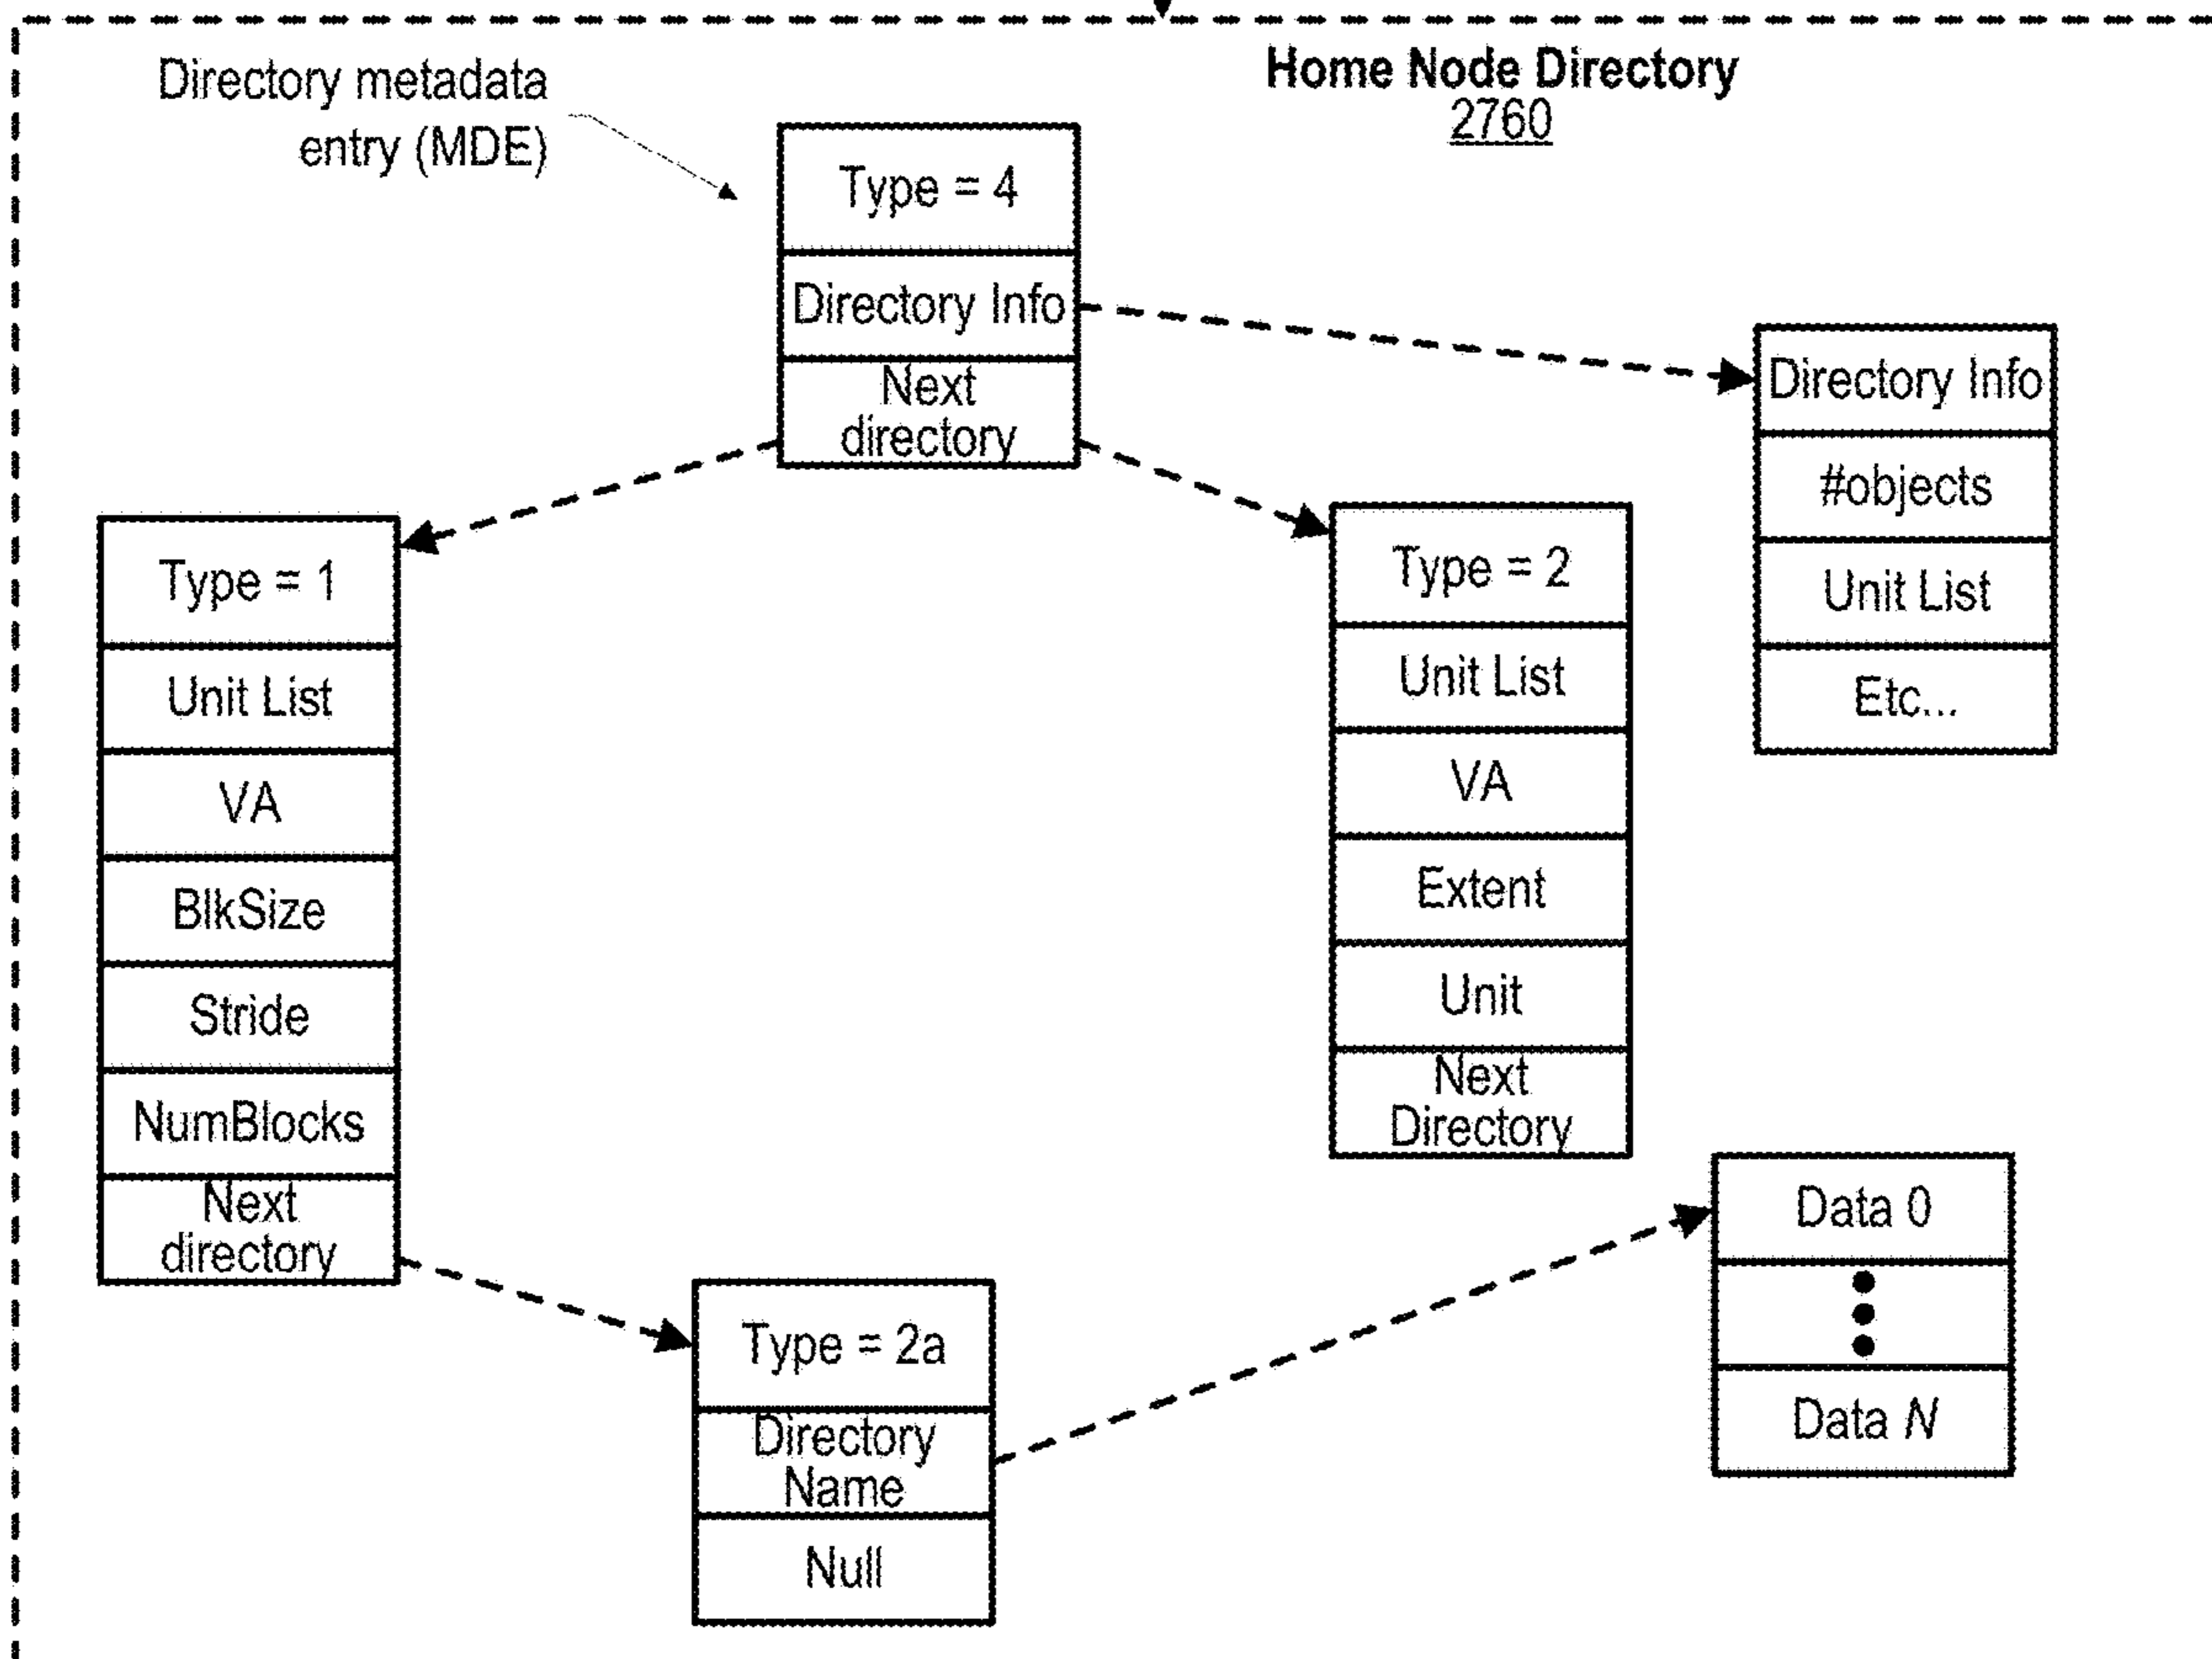 Home Node Directory
2760
Directory metadata
entry (MDE)
Type = 4
Directory Info
Next
directory
Directory Info
#objects
Unit List
Etc...
Type = 1
Unit List
VA
BlkSize
Stride
NumBlocks
Next
directory
Type = 2
Unit List
VA
Extent
Unit
Next
Directory
Type = 2a
Directory
Name
Null
Data 0
Data N